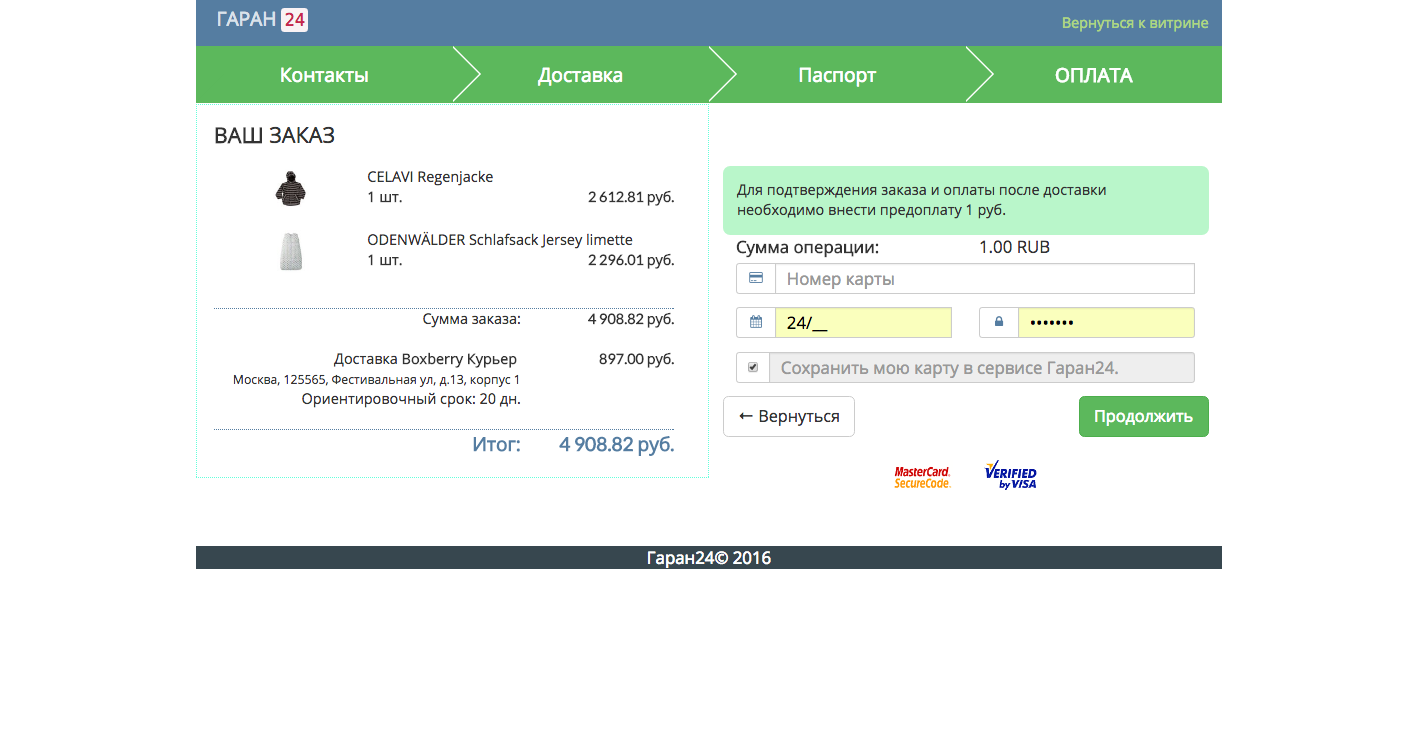 ГАРАН 24
Вернуться к витрине
Контакты
Доставка
Паспорт
ОПЛАТА
ВАШ ЗАКАЗ
CELAVI Regenjacke
1 шт. 2 612.81 руб.
ODENWÄLDER Schlafsack Jersey limette
1 шт. 2 296.01 руб.
Сумма заказа: 4 908.82 руб.
Доставка Boxberry Курьер 897.00 руб.
Москва, 125565, Фестивальная ул, д.13, корпус 1
Ориентировочный срок: 20 дн.
Итог: 4 908.82 руб.
Для подтверждения заказа и оплаты после доставки
необходимо внести предоплату 1 руб.
Сумма операции: 1.00 RUB
Номер карты
24/__ •••••••
Сохранить мою карту в сервисе Гаран24.
← Вернуться
Продолжить
MasterCard.
SecureCode.
VERIFIED
by VISA
Гаран24© 2016